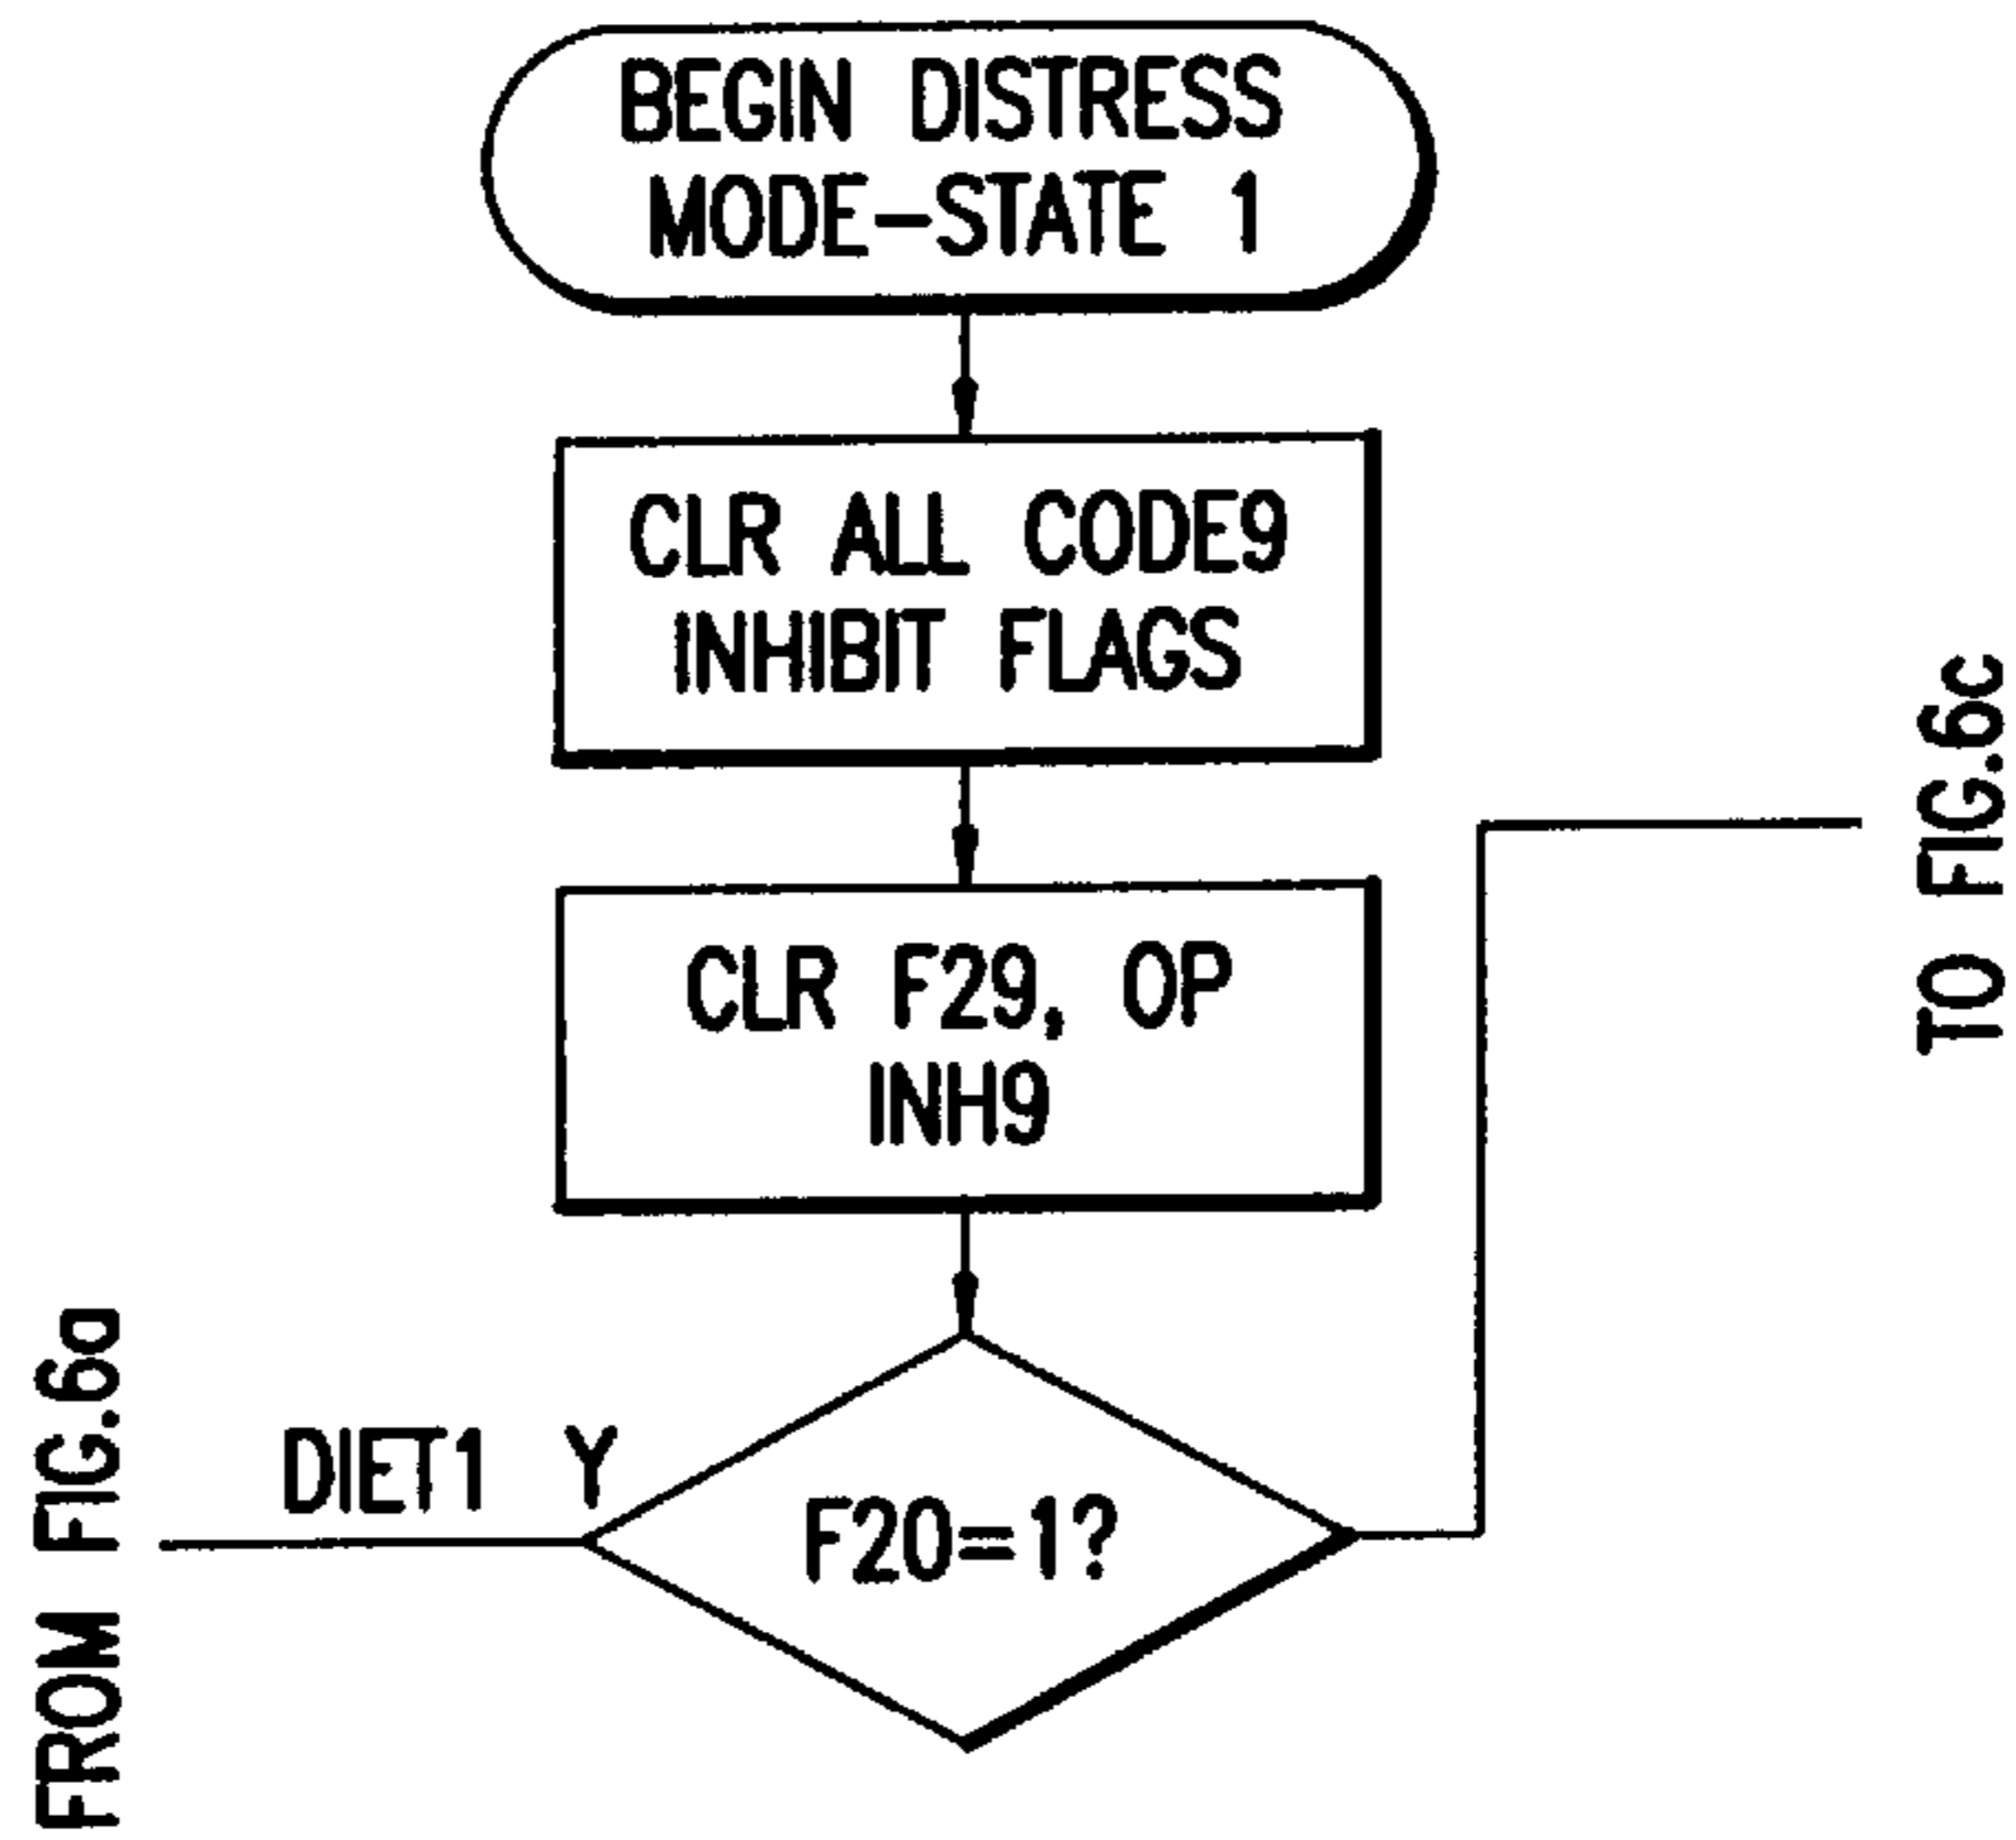 BEGIN DISTRESS
MODE-STATE 1
CLR ALL CODE9
INHIBIT FLAGS
CLR F29, OP
INH9
TO FIG.6c
FROM FIG.6a
DIET1 Y
F20=1?